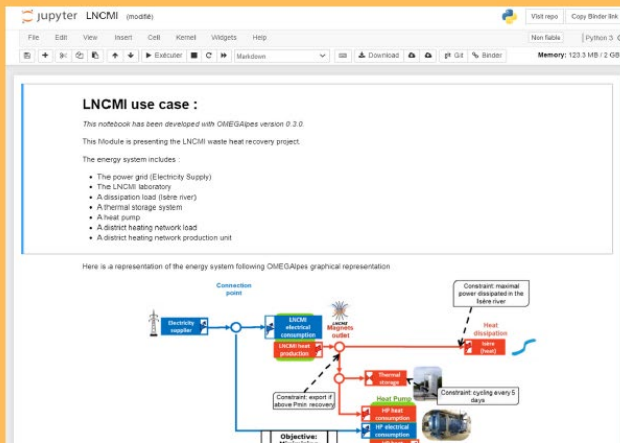 jupyter LNCMI (modifié)
Visit repo Copy Binder link
File Edit View Insert Cell Kernel Widgets Help
Non fiable Python 3
Exécuter Markdown Download Git Binder Memory: 123.3 MB / 2 GB
LNCMI use case :
This notebook has been developed with OMEGAlpes version 0.3.0.
This Module is presenting the LNCMI waste heat recovery project.
The energy system includes :
The power grid (Electricity Supply)
The LNCMI laboratory
A dissipation load (Isère river)
A thermal storage system
A heat pump
A district heating network load
A district heating network production unit
Here is a representation of the energy system following OMEGAlpes graphical representation
Connection
point
Constraint: maximal
power dissipated in the
Isère river
Electricity
supplier
LNCMI
electrical
consumption
LNCMI
Magnets
outlet
LNCMI heat
production
Heat
dissipation
Isère
(heat)
Thermal
storage
Constraint: export if
above Pmin recovery
Constraint: cycling every 5
days
Heat Pump
HP heat
consumption
HP electrical
consumption
Objective: